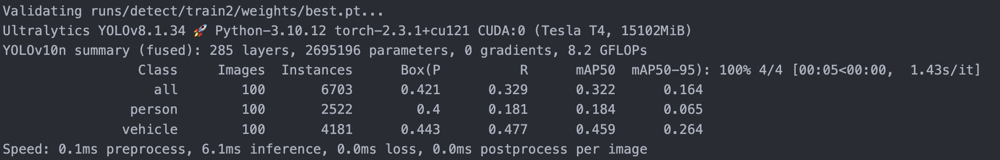 Validating runs/detect/train2/weights/best.pt...
Ultralytics YOLOv8.1.34 🚀 Python-3.10.12 torch-2.3.1+cu121 CUDA:0 (Tesla T4, 15102MiB)
YOLOv10n summary (fused): 285 layers, 2695196 parameters, 0 gradients, 8.2 GFLOPs
Class Images Instances Box(P R mAP50 mAP50-95): 100% 4/4 [00:05<00:00, 1.43s/it]
all 100 6703 0.421 0.329 0.322 0.164
person 100 2522 0.4 0.181 0.184 0.065
vehicle 100 4181 0.443 0.477 0.459 0.264
Speed: 0.1ms preprocess, 6.1ms inference, 0.0ms loss, 0.0ms postprocess per image